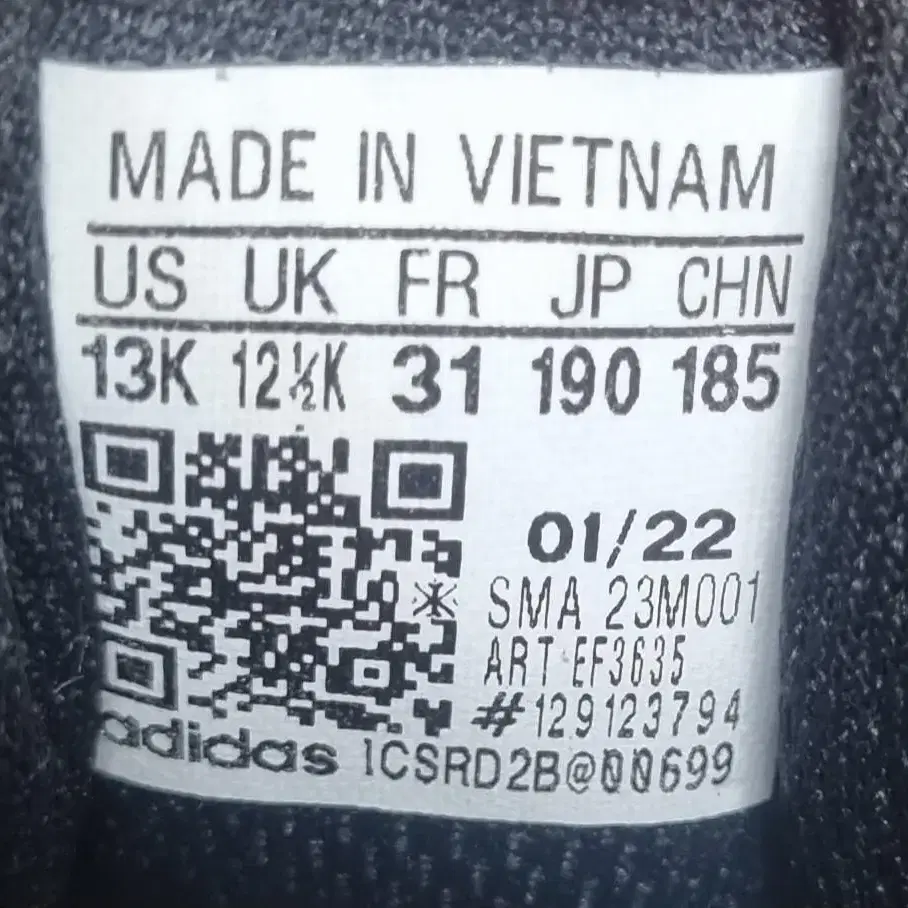 MADE IN VIETNAM
US UK FR JP CHN
13K 12½K 31 190 185
01/22
SMA 23M001
ART EF3635
#129123794
adidas 1CSRD2B@00699